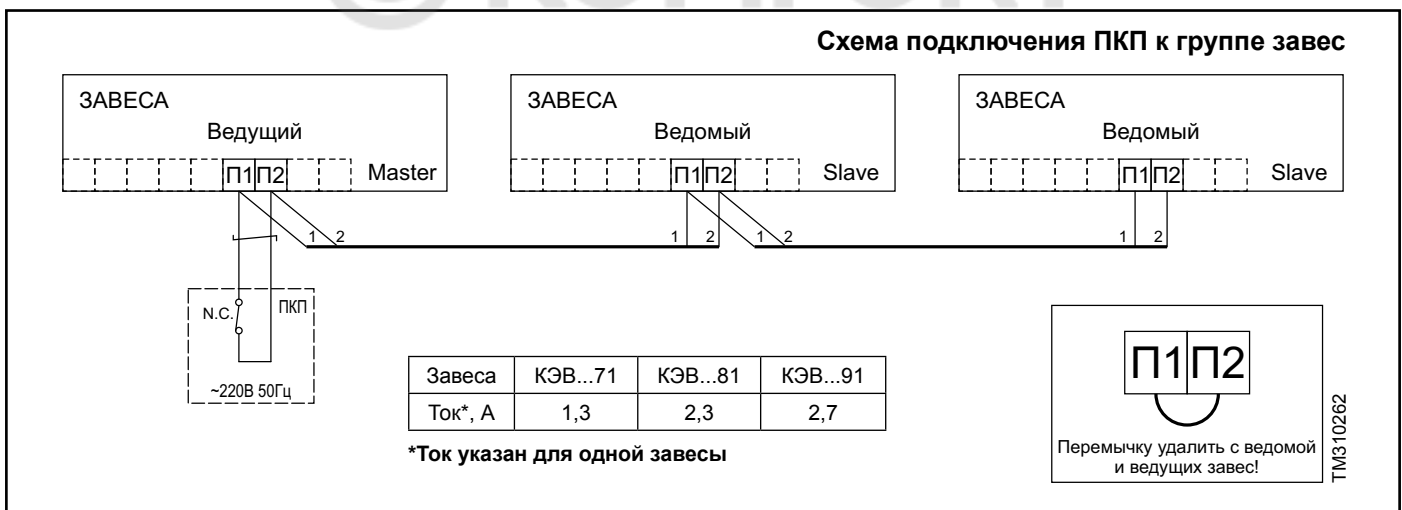 Схема подключения ПКП к группе завес
ЗАВЕСА
Ведущий
П1 П2
Master
ЗАВЕСА
Ведомый
П1 П2
Slave
ЗАВЕСА
Ведомый
П1 П2
Slave
1 2
1 2
1 2
1 2
N.C.
ПКП
~220В 50Гц
Завеса КЭВ...71 КЭВ...81 КЭВ...91
Ток*, А 1,3 2,3 2,7
*Ток указан для одной завесы
П1 П2
Перемычку удалить с ведомой
и ведущих завес!
ТМ310262